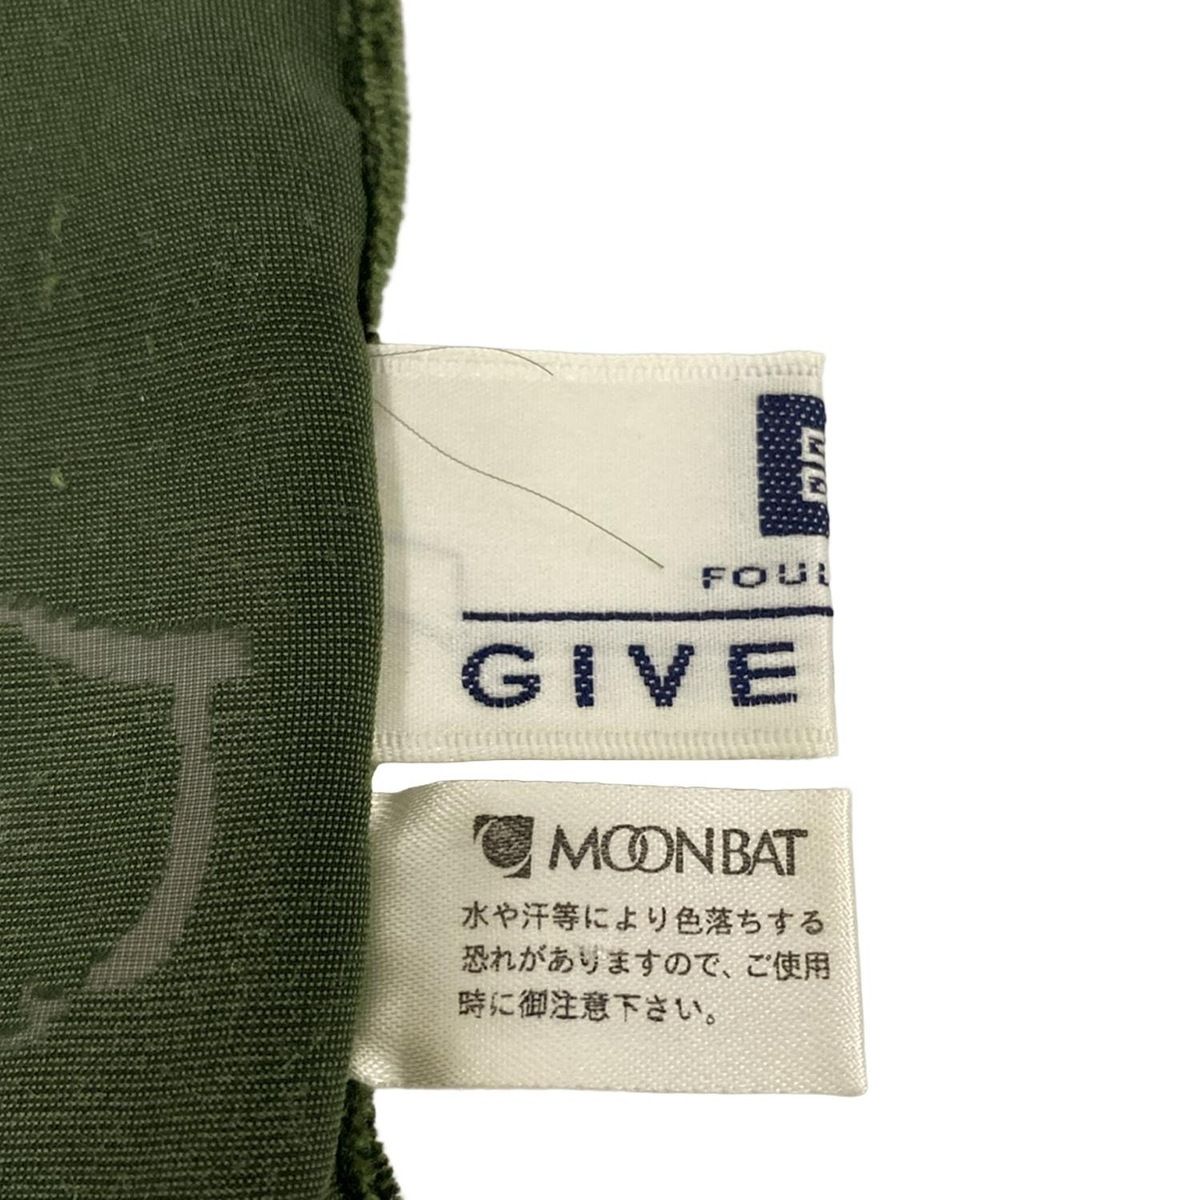 FOUL
GIVE
MOONBAT
水や汗等により色落ちする
恐れがありますので、ご使用
時に御注意下さい。